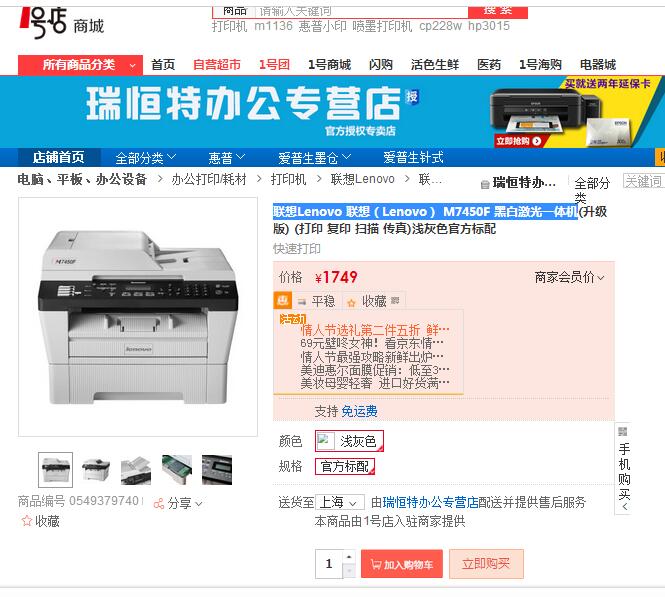 1号店 商城
商品 请输入关键词 搜 索
打印机 m1136 惠普小印 喷墨打印机 cp228w hp3015
所有商品分类 首页 自营超市 1号团 1号商城 闪购 活色生鲜 医药 1号海购 电器城
瑞恒特办公专营店 授
官方授权专卖店
买就送两年延保卡
EPSON
立即抢购
店铺首页 全部分类 惠普 爱普生墨仓 爱普生针式
电脑、平板、办公设备 > 办公打印/耗材 > 打印机 > 联想Lenovo > 联... 瑞恒特办... 全部分类 关键词
联想Lenovo 联想（Lenovo） M7450F 黑白激光一体机(升级
版) (打印 复印 扫描 传真)浅灰色官方标配
快速打印
M7450F
lenovo
价格 ¥1749 商家会员价
惠 平稳 收藏
活动
情人节选礼第二件五折 鲜…
69元壁咚女神！着京东情…
情人节最强攻略新鲜出炉…
美迪惠尔面膜促销：低至3…
美妆母婴轻奢 进口好货满…
支持 免运费
颜色 浅灰色
规格 官方标配
手机购买
商品编号 0549379740 分享
收藏
送货至 上海 由瑞恒特办公专营店配送并提供售后服务
本商品由1号店入驻商家提供
1 加入购物车 立即购买